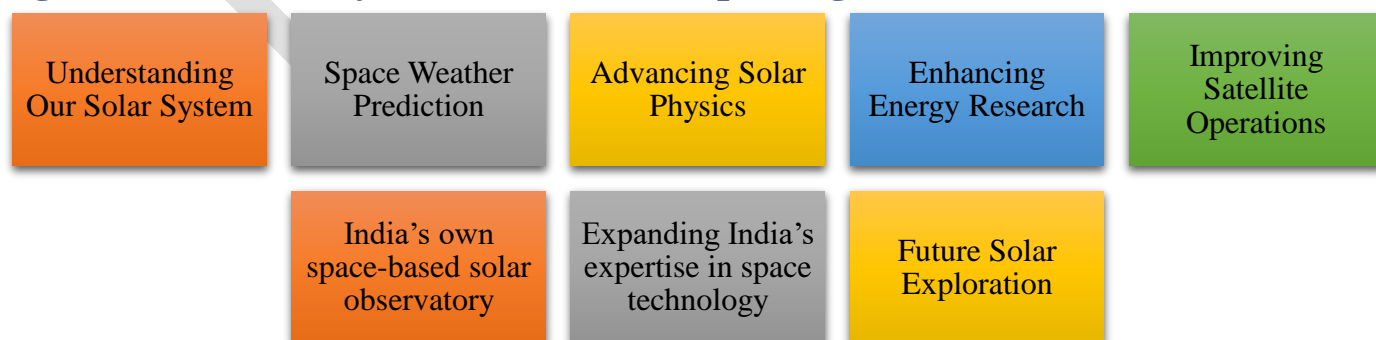 Understanding
Our Solar System
Space Weather
Prediction
Advancing Solar
Physics
Enhancing
Energy Research
Improving
Satellite
Operations
India’s own
space-based solar
observatory
Expanding India’s
expertise in space
technology
Future Solar
Exploration